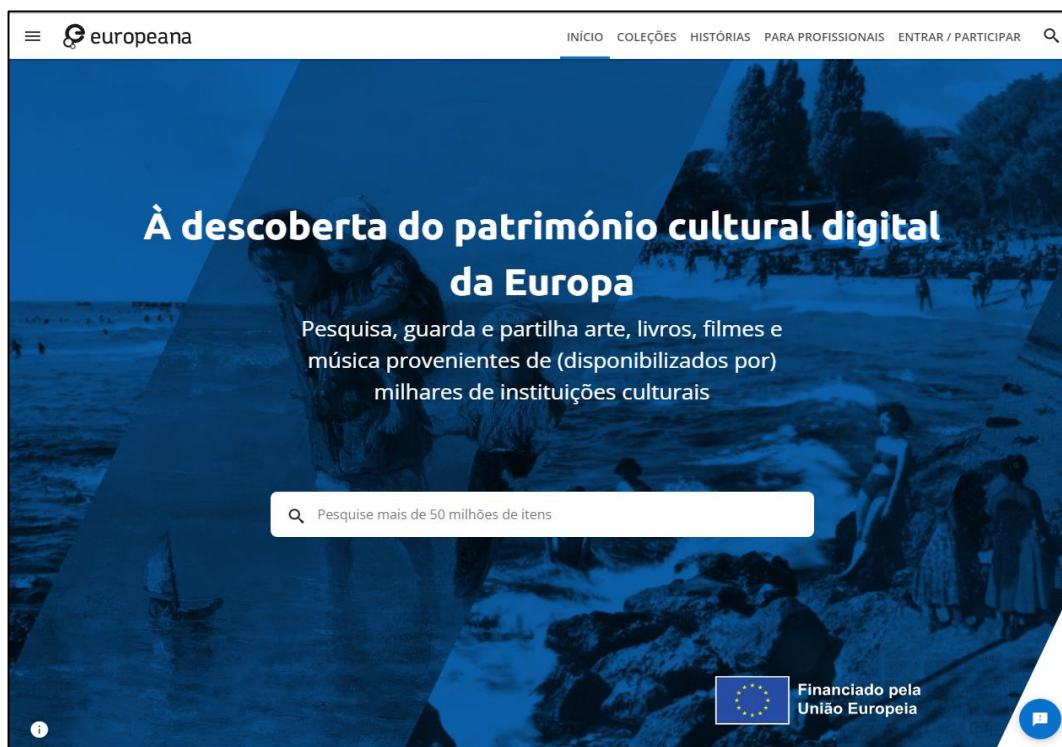 europeana
INÍCIO COLEÇÕES HISTÓRIAS PARA PROFISSIONAIS ENTRAR / PARTICIPAR
À descoberta do património cultural digital
da Europa
Pesquisa, guarda e partilha arte, livros, filmes e
música provenientes de (disponibilizados por)
milhares de instituições culturais
Pesquise mais de 50 milhões de itens
Financiado pela
União Europeia